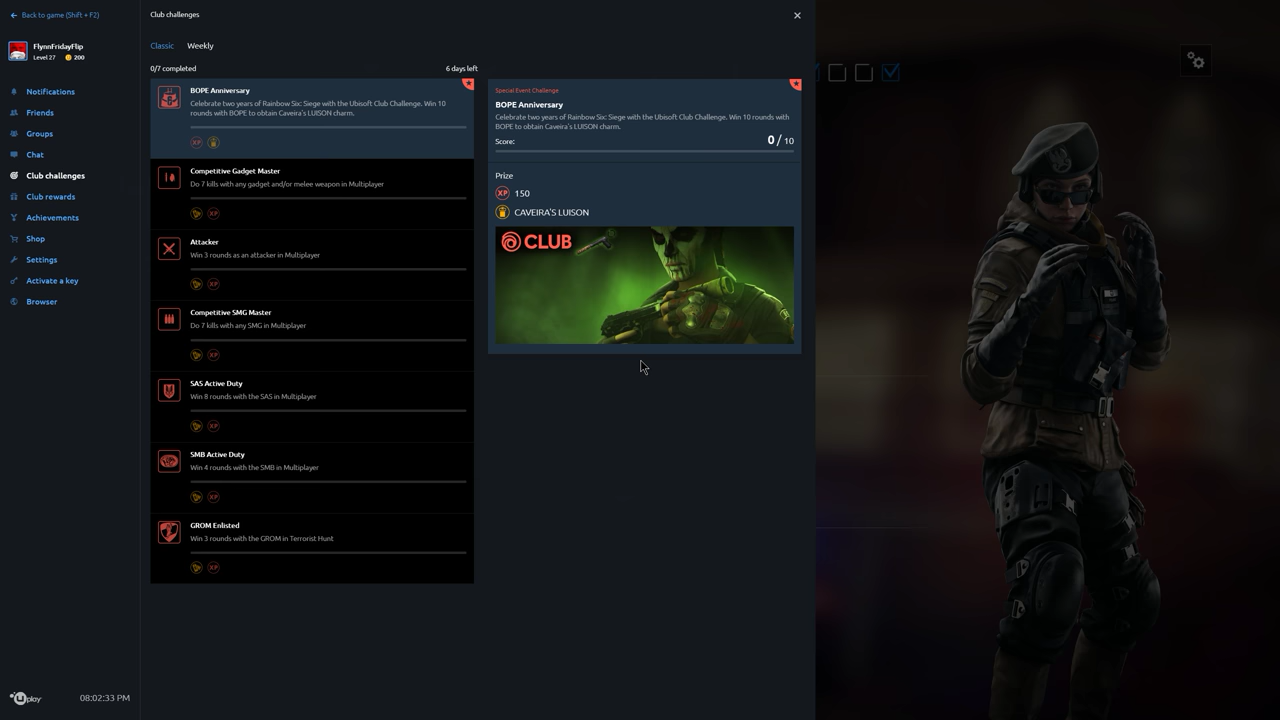 Back to game (Shift + F2)
FlynnFridayFlip
Level 27 200
Notifications
Friends
Groups
Chat
Club challenges
Club rewards
Achievements
Shop
Settings
Activate a key
Browser
uplay
08:02:33 PM
Club challenges
Classic Weekly
0/7 completed 6 days left
BOPE Anniversary
Celebrate two years of Rainbow Six: Siege with the Ubisoft Club Challenge. Win 10
rounds with BOPE to obtain Caveira's LUISON charm.
XP
Competitive Gadget Master
Do 7 kills with any gadget and/or melee weapon in Multiplayer
XP
Attacker
Win 3 rounds as an attacker in Multiplayer
XP
Competitive SMG Master
Do 7 kills with any SMG in Multiplayer
XP
SAS Active Duty
Win 8 rounds with the SAS in Multiplayer
XP
SMB Active Duty
Win 4 rounds with the SMB in Multiplayer
XP
GROM Enlisted
Win 3 rounds with the GROM in Terrorist Hunt
XP
Special Event Challenge
BOPE Anniversary
Celebrate two years of Rainbow Six: Siege with the Ubisoft Club Challenge. Win 10 rounds with
BOPE to obtain Caveira's LUISON charm.
Score: 0 / 10
Prize
XP 150
CAVEIRA'S LUISON
CLUB